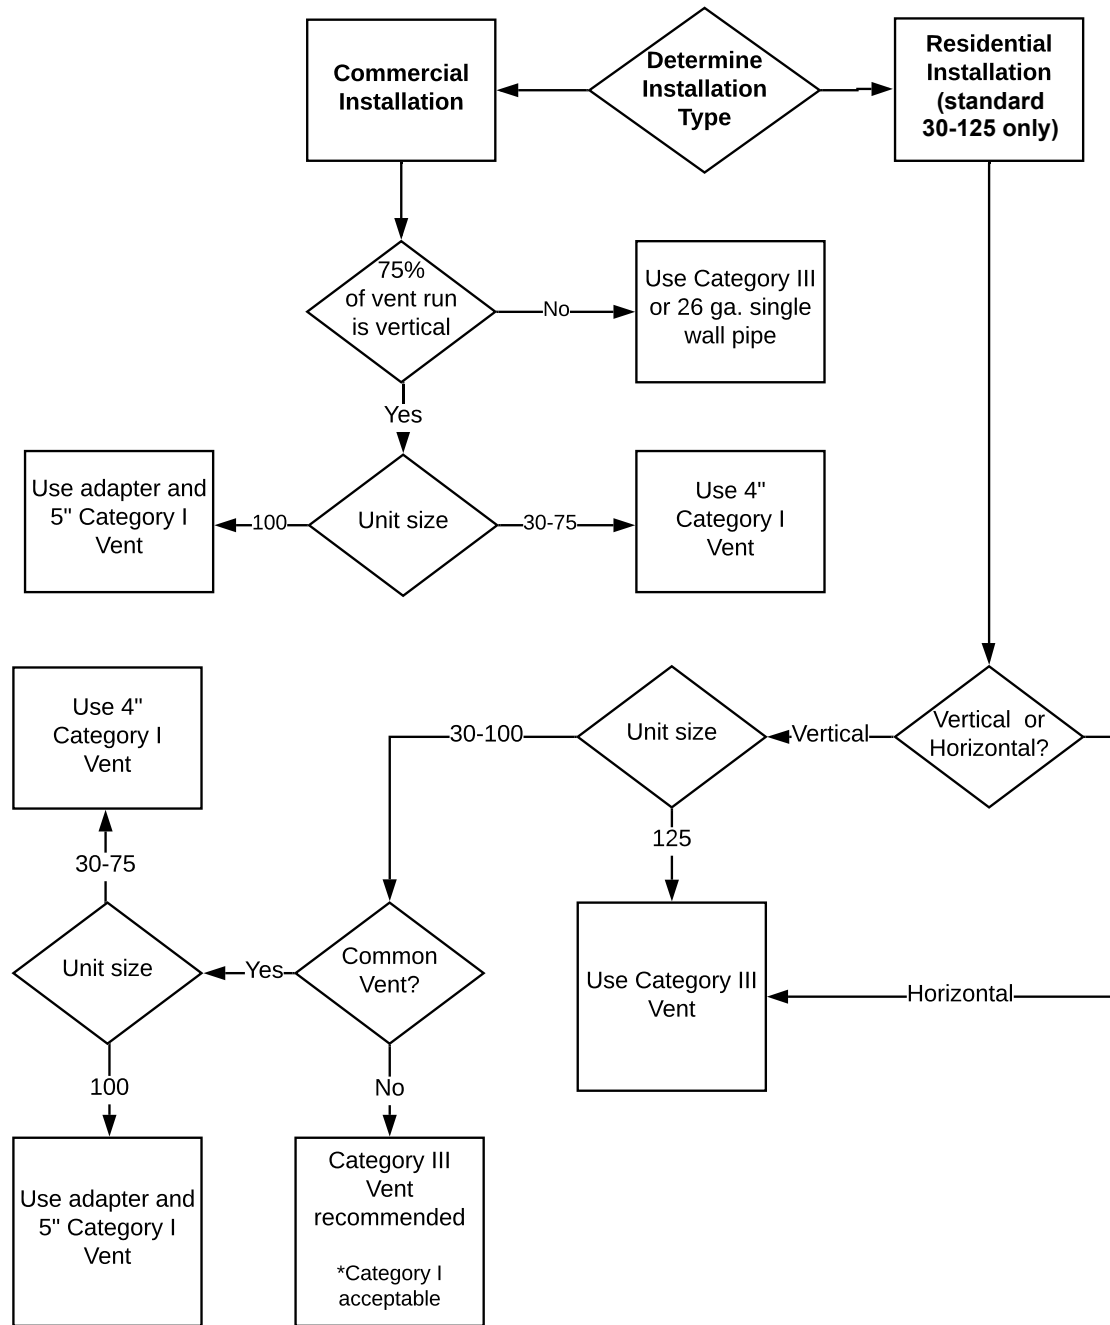 Commercial
Installation
Determine
Installation
Type
Residential
Installation
(standard
30-125 only)
75%
of vent run
is vertical
No
Use Category III
or 26 ga. single
wall pipe
Yes
Use adapter and
5" Category I
Vent
100
Unit size
30-75
Use 4"
Category I
Vent
Use 4"
Category I
Vent
30-100
Unit size
Vertical
Vertical or
Horizontal?
125
30-75
Unit size
Yes
Common
Vent?
Use Category III
Vent
Horizontal
100
No
Use adapter and
5" Category I
Vent
Category III
Vent
recommended
*Category I
acceptable